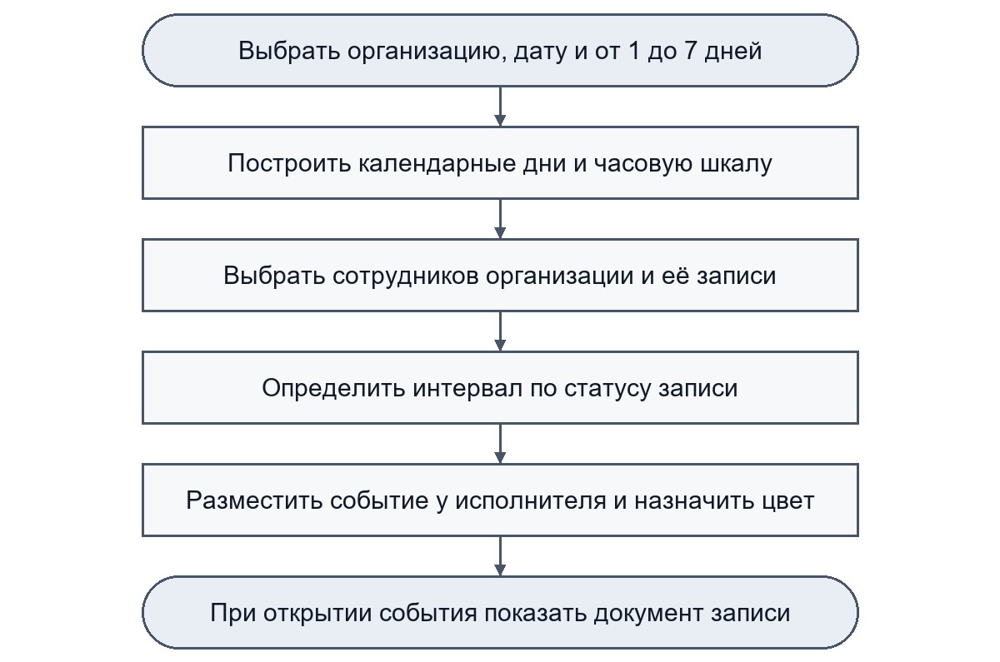 Выбрать организацию, дату и от 1 до 7 дней
Построить календарные дни и часовую шкалу
Выбрать сотрудников организации и её записи
Определить интервал по статусу записи
Разместить событие у исполнителя и назначить цвет
При открытии события показать документ записи